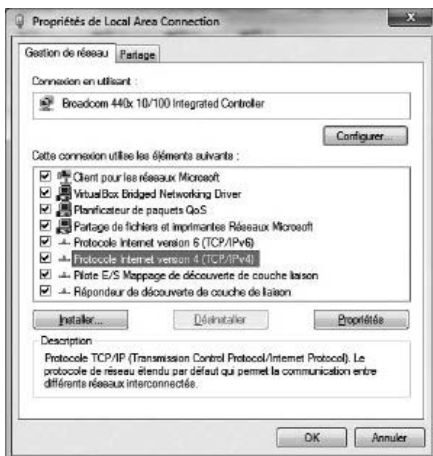 Propriétés de Local Area Connection
X
Gestion de réseau Partage
Connexion en utilisant :
Broadcom 440x 10/100 Integrated Controller
Configurer...
Cette connexion utilise les éléments suivants :
Client pour les réseaux Microsoft
VirtualBox Bridged Networking Driver
Planificateur de paquets QoS
Partage de fichiers et imprimantes Réseaux Microsoft
Protocole Internet version 6 (TCP/IPv6)
Protocole Internet version 4 (TCP/IPv4)
Pilote E/S Mappage de découverte de couche liaison
Répondeur de découverte de couche de liaison
Installer... Désinstaller Propriétés
Description
Protocole TCP/IP (Transmission Control Protocol/Internet Protocol). Le
protocole de réseau étendu par défaut qui permet la communication entre
différents réseaux interconnectés.
OK Annuler